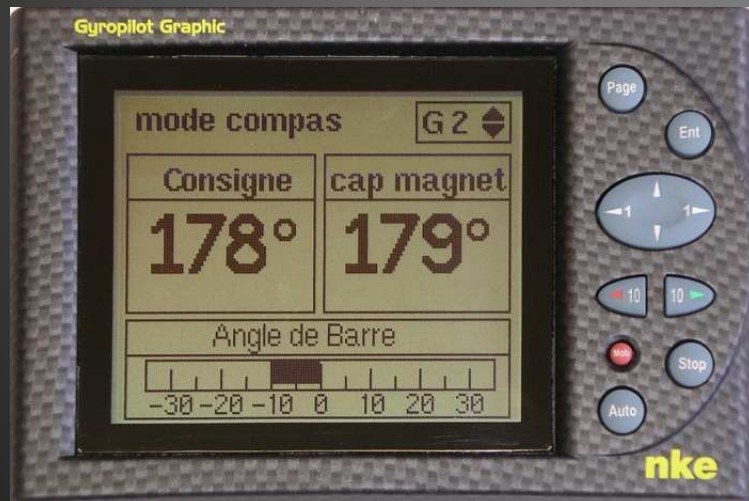 Gyropilot Graphic
mode compas G 2
Consigne cap magnet
178° 179°
Angle de Barre
-30 -20 -10 0 10 20 30
Page
Ent
1 1
10 10
Mob
Stop
Auto
nke